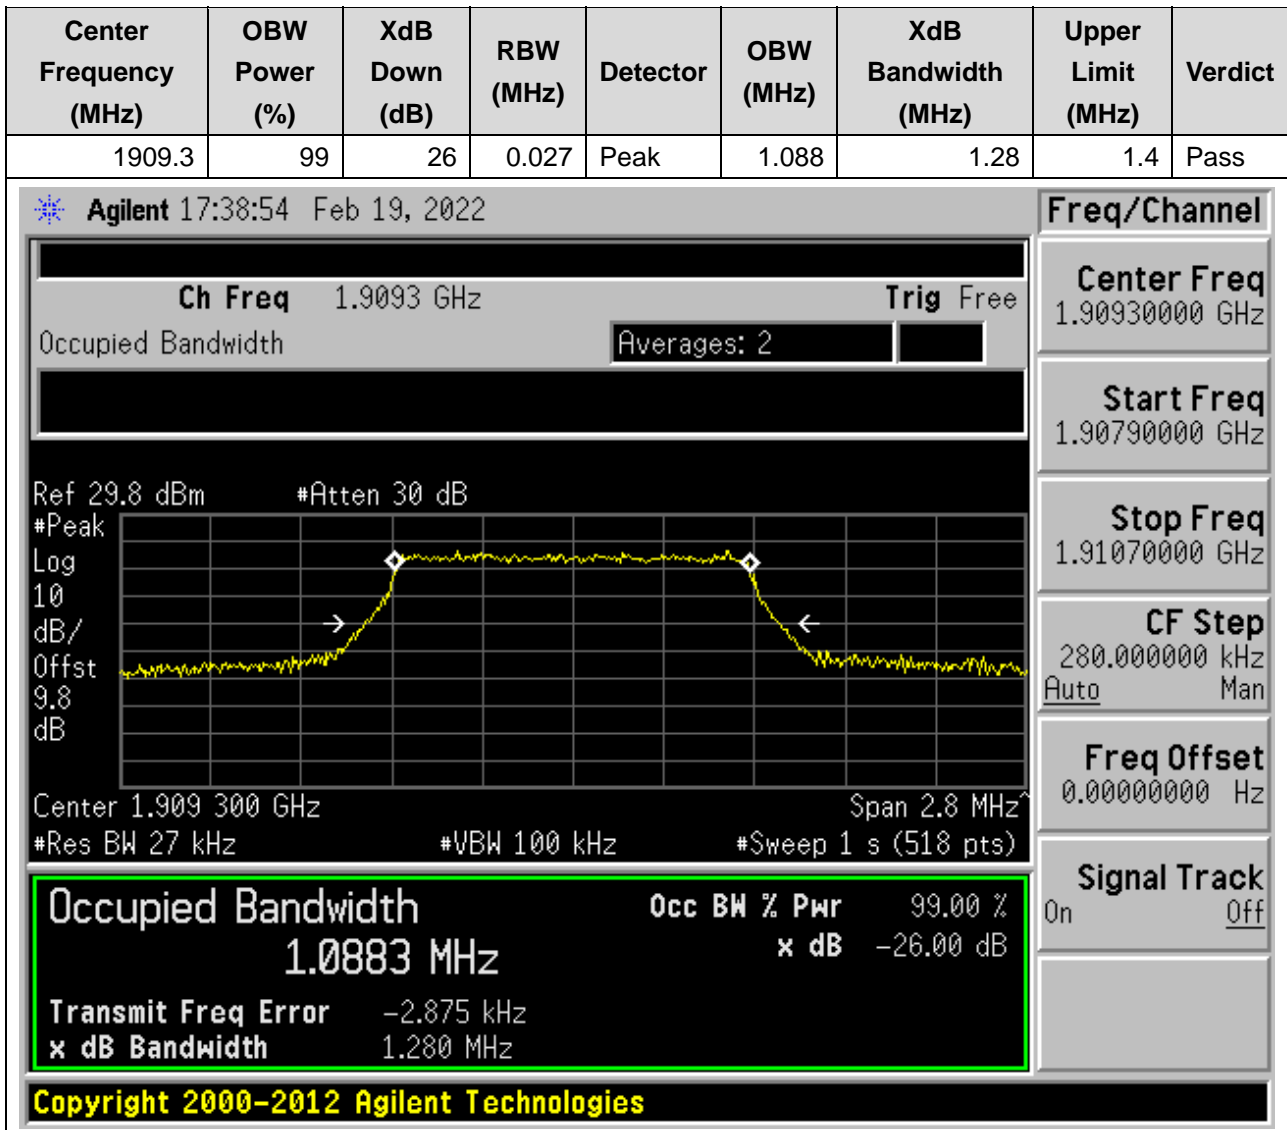 Center Frequency (MHz) OBW Power (%) XdB Down (dB) RBW (MHz) Detector OBW (MHz) XdB Bandwidth (MHz) Upper Limit (MHz) Verdict
1909.3 99 26 0.027 Peak 1.088 1.28 1.4 Pass
Agilent 17:38:54 Feb 19, 2022
Freq/Channel
Ch Freq 1.9093 GHz Trig Free
Occupied Bandwidth Averages: 2
Center Freq
1.90930000 GHz
Start Freq
1.90790000 GHz
Stop Freq
1.91070000 GHz
CF Step
280.000000 kHz
Auto Man
Freq Offset
0.00000000 Hz
Signal Track
On Off
Ref 29.8 dBm #Atten 30 dB
#Peak
Log
10
dB/
Offst
9.8
dB
Center 1.909 300 GHz Span 2.8 MHz^
#Res BW 27 kHz #VBW 100 kHz #Sweep 1 s (518 pts)
Occupied Bandwidth Occ BW % Pwr 99.00 %
1.0883 MHz x dB -26.00 dB
Transmit Freq Error -2.875 kHz
x dB Bandwidth 1.280 MHz
Copyright 2000-2012 Agilent Technologies